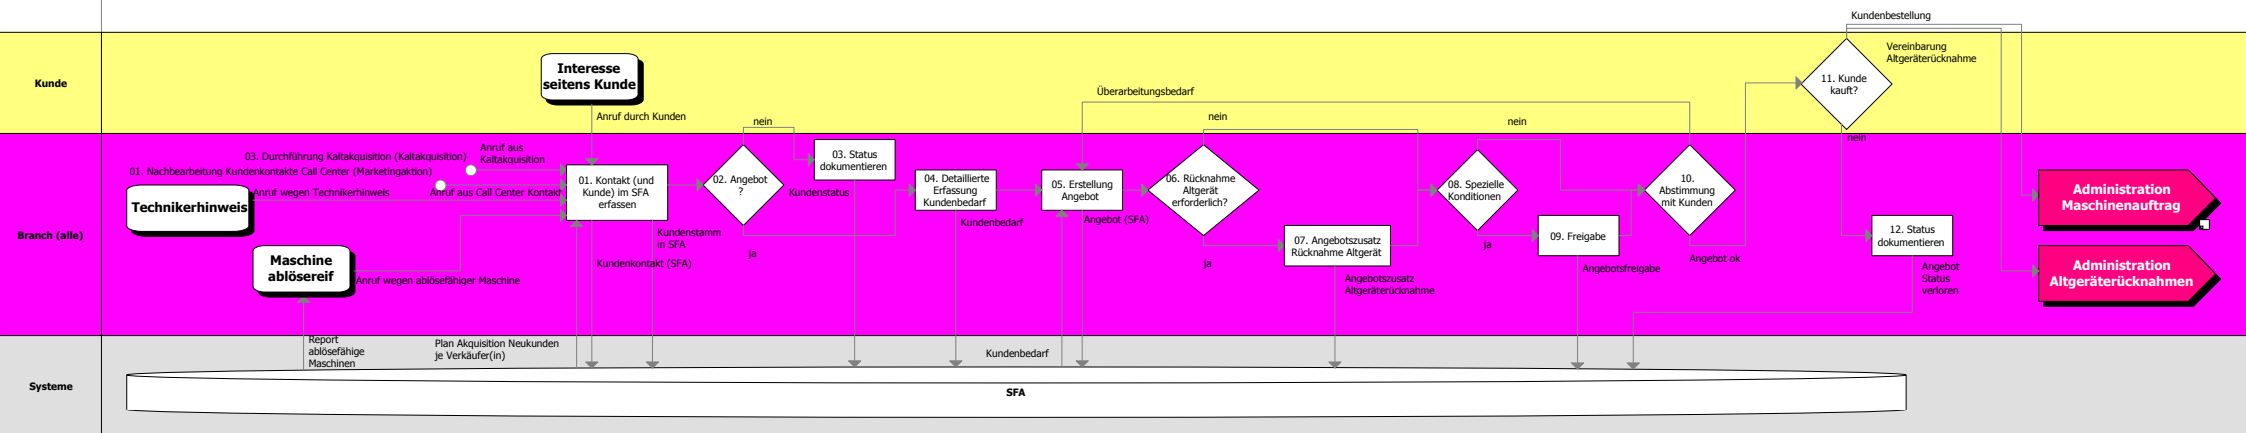 Kundenbestellung
Kunde
Interesse
seitens Kunde
Vereinbarung
Altgeräterücknahme
11. Kunde
kauft?
Überarbeitungsbedarf
Anruf durch Kunden
nein
nein
nein
nein
Branch (alle)
03. Durchführung Kaltakquisition (Kaltakquisition)
Anruf aus
Kaltakquisition
01. Nachbearbeitung Kundenkontakte Call Center (Marketingaktion)
Anruf wegen Technikerhinweis
Anruf aus Call Center Kontakt
Technikerhinweis
01. Kontakt (und
Kunde) im SFA
erfassen
02. Angebot
?
03. Status
dokumentieren
Kundenstatus
04. Detaillierte
Erfassung
Kundenbedarf
Kundenbedarf
05. Erstellung
Angebot
Angebot (SFA)
06. Rücknahme
Altgerät
erforderlich?
08. Spezielle
Konditionen
10.
Abstimmung
mit Kunden
Administration
Maschinenauftrag
Kundenstamm
in SFA
Kundenkontakt (SFA)
ja
ja
07. Angebotszusatz
Rücknahme Altgerät
Angebotszusatz
Altgeräterücknahme
ja
09. Freigabe
Angebotsfreigabe
Angebot ok
12. Status
dokumentieren
Angebot
Status
verloren
Administration
Altgeräterücknahmen
Maschine
ablösereif
Anruf wegen ablösefähiger Maschine
Systeme
Report
ablösefähige
Maschinen
Plan Akquisition Neukunden
je Verkäufer(in)
Kundenbedarf
SFA